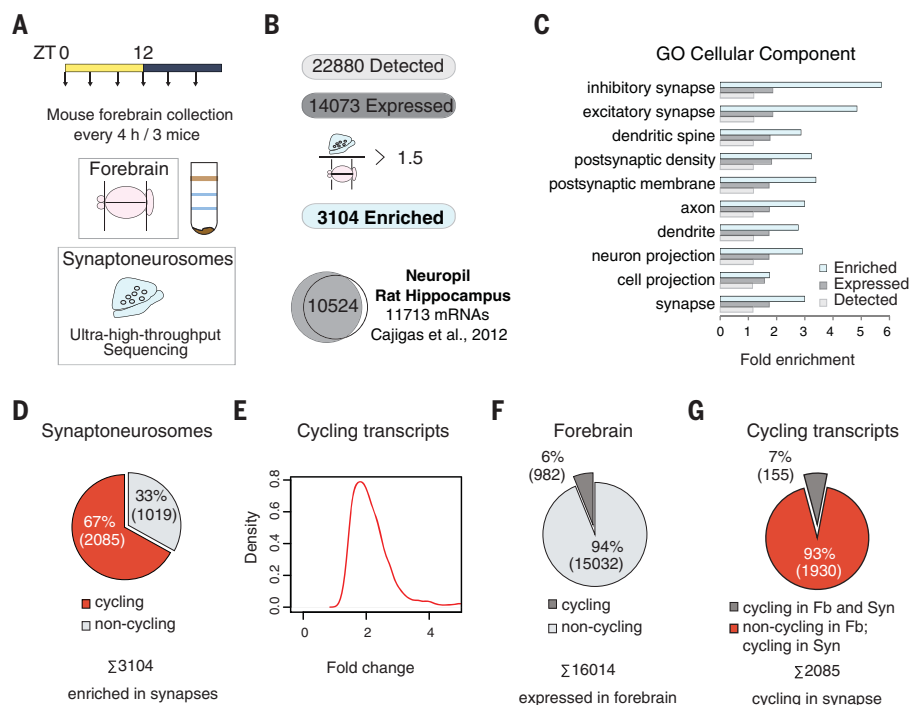 A
ZT 0 12
Mouse forebrain collection
every 4 h / 3 mice
Forebrain
Synaptoneurosomes
Ultra-high-throughput
Sequencing
B
22880 Detected
14073 Expressed
> 1.5
3104 Enriched
10524
Neuropil
Rat Hippocampus
11713 mRNAs
Cajigas et al., 2012
C
GO Cellular Component
inhibitory synapse
excitatory synapse
dendritic spine
postsynaptic density
postsynaptic membrane
axon
dendrite
neuron projection
cell projection
synapse
Enriched
Expressed
Detected
0 1 2 3 4 5 6
Fold enrichment
D
Synaptoneurosomes
33%
(1019)
67%
(2085)
cycling
non-cycling
∑3104
enriched in synapses
E
Cycling transcripts
Density
0.8
0.6
0.4
0.2
0.0
0 2 4
Fold change
F
Forebrain
6%
(982)
94%
(15032)
cycling
non-cycling
∑16014
expressed in forebrain
G
Cycling transcripts
7%
(155)
93%
(1930)
cycling in Fb and Syn
non-cycling in Fb;
cycling in Syn
∑2085
cycling in synapse